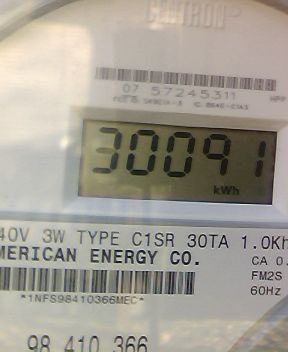 CENTRON
07 57245311
30091
kWh
40V 3W TYPE C1SR 30TA 1.0Kh
MERICAN ENERGY CO.
CA 0.
FM2S
60Hz
*1NFS98410366MEC*
98 410 366